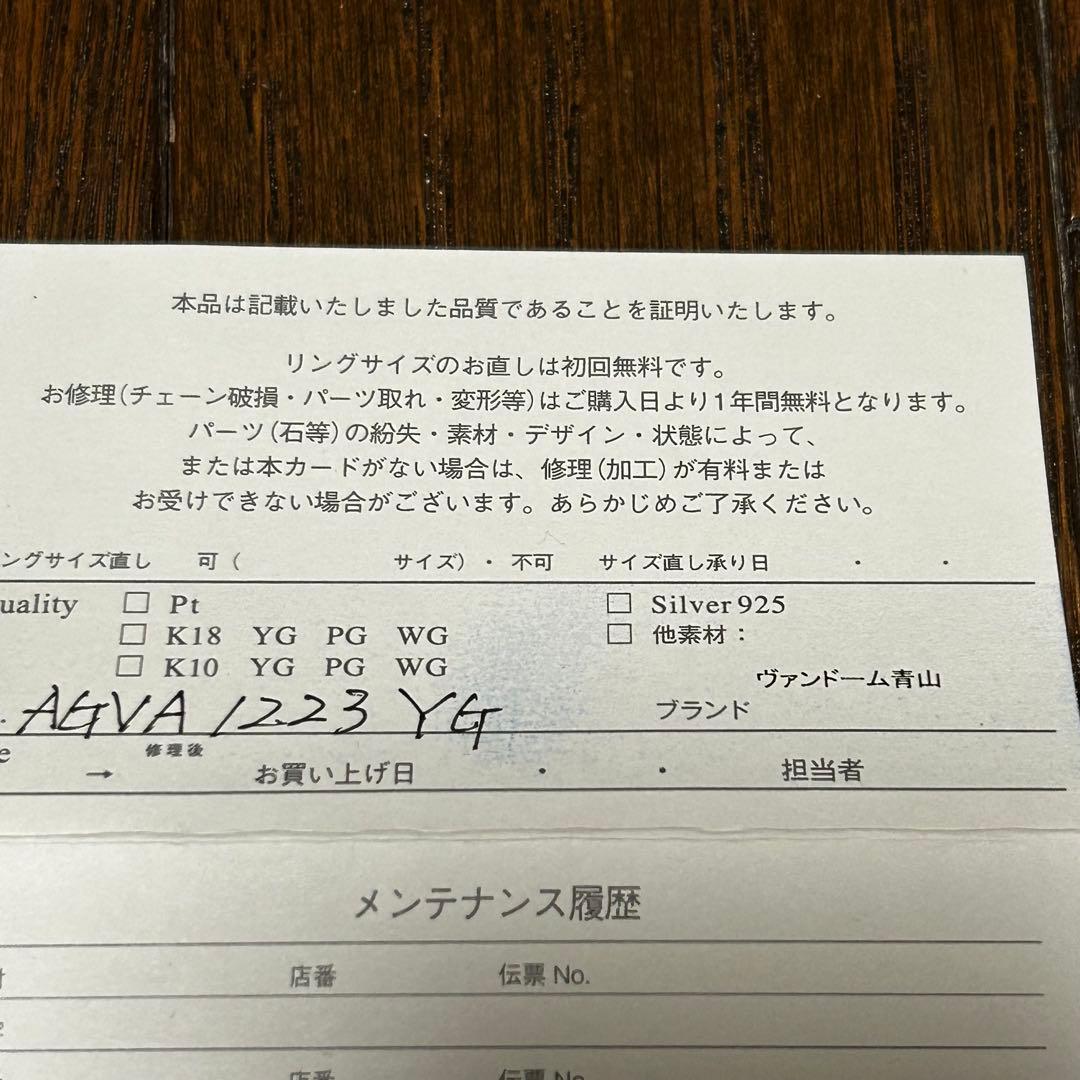 本品は記載いたしました品質であることを証明いたします。
リングサイズのお直しは初回無料です。
お修理(チェーン破損・パーツ取れ・変形等)はご購入日より1年間無料となります。
パーツ(石等)の紛失・素材・デザイン・状態によって、
または本カードがない場合は、修理(加工)が有料または
お受けできない場合がございます。あらかじめご了承ください。
ングサイズ直し 可( サイズ)・不可 サイズ直し承り日 ・ ・
uality □ Pt □ Silver 925
□ K18 YG PG WG □ 他素材：
□ K10 YG PG WG
ヴァンドーム青山
. AGVA 1223 YG ブランド
e → 修理後 お買い上げ日 ・ ・ 担当者
メンテナンス履歴
店番 伝票 No.
店番 伝票 No.